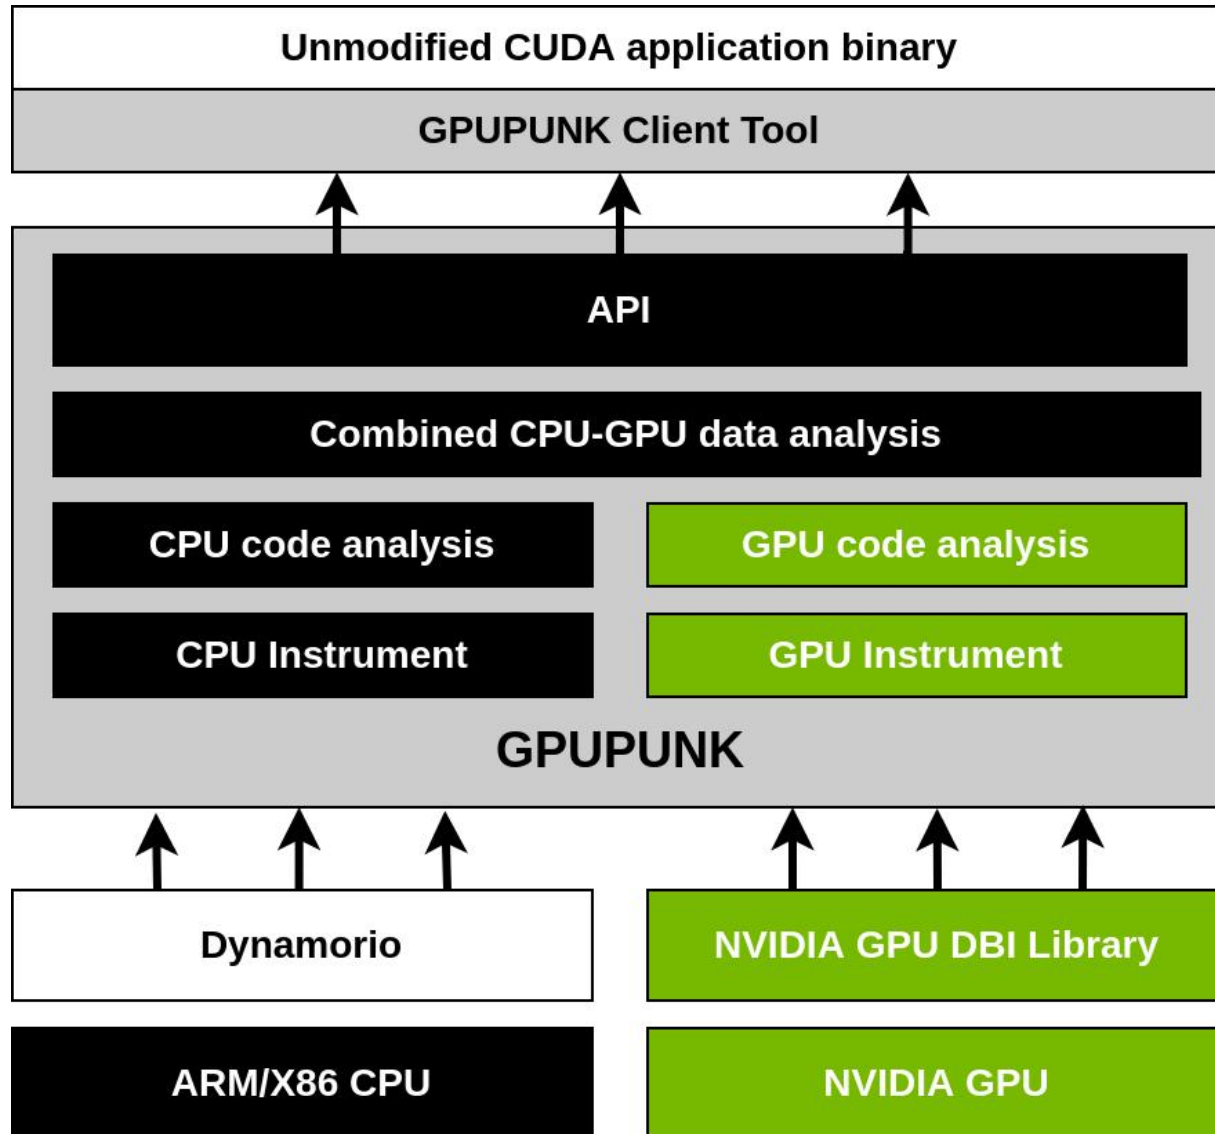 Unmodified CUDA application binary
GPUPUNK Client Tool
API
Combined CPU-GPU data analysis
CPU code analysis
GPU code analysis
CPU Instrument
GPU Instrument
GPUPUNK
Dynamorio
NVIDIA GPU DBI Library
ARM/X86 CPU
NVIDIA GPU